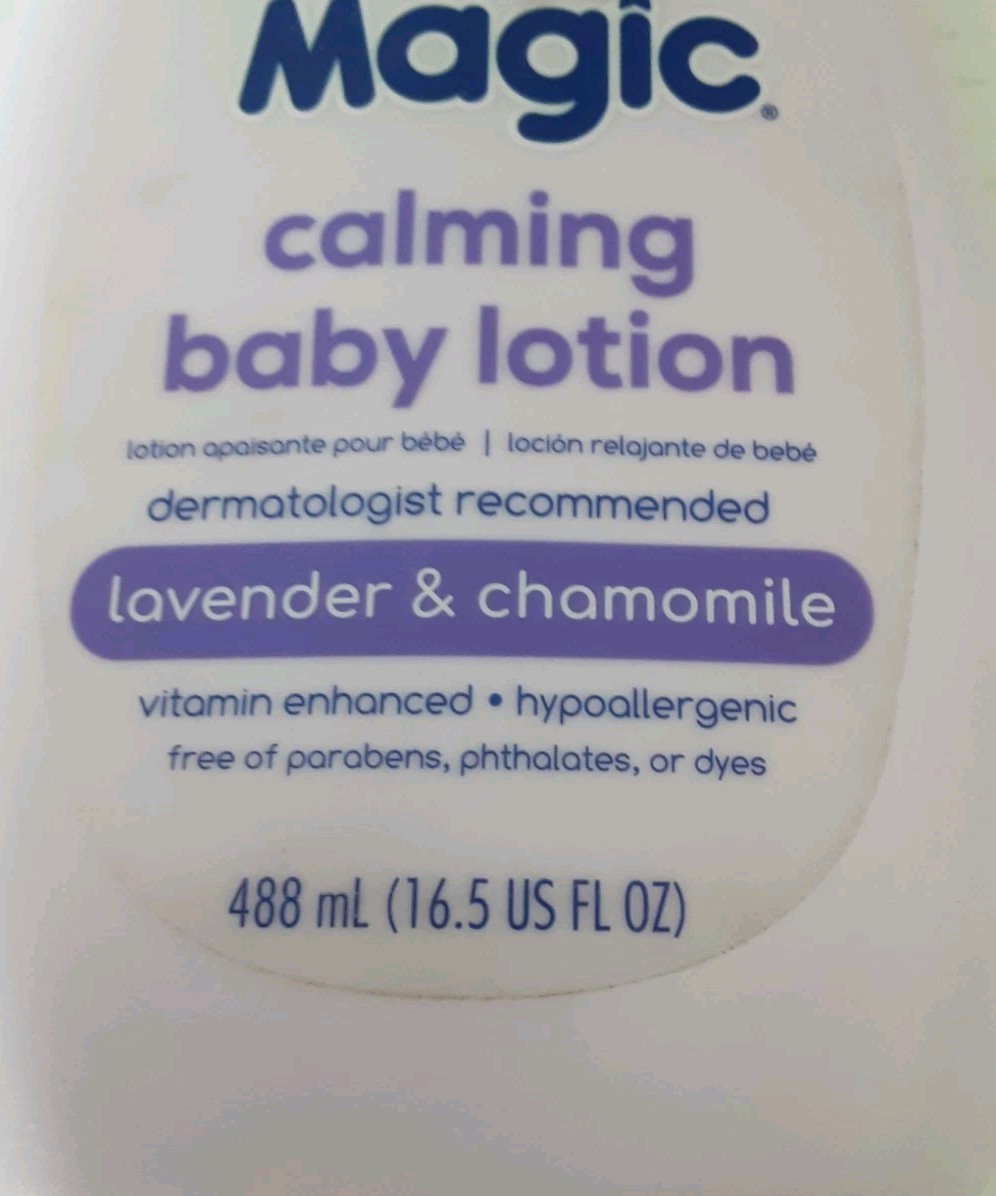 Magic®
calming
baby lotion
lotion apaisante pour bébé | loción relajante de bebé
dermatologist recommended
lavender & chamomile
vitamin enhanced • hypoallergenic
free of parabens, phthalates, or dyes
488 mL (16.5 US FL OZ)